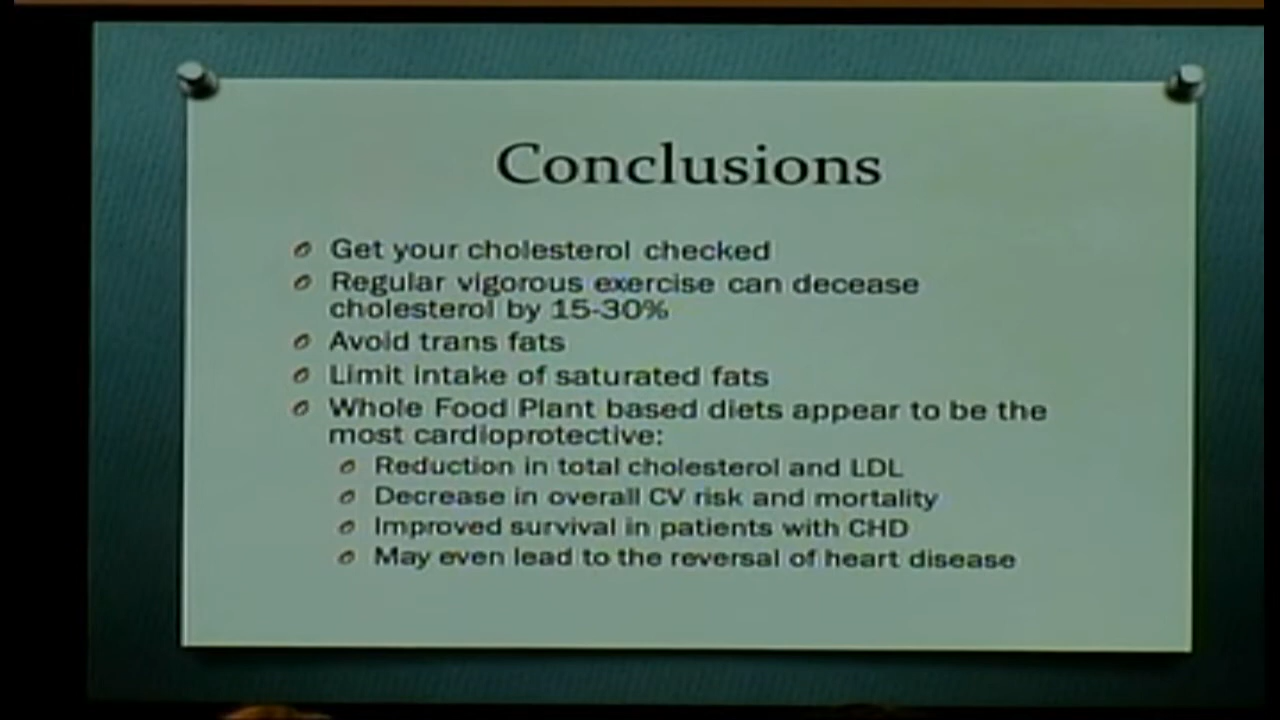 Conclusions
Get your cholesterol checked
Regular vigorous exercise can decease
cholesterol by 15-30%
Avoid trans fats
Limit intake of saturated fats
Whole Food Plant based diets appear to be the
most cardioprotective:
Reduction in total cholesterol and LDL
Decrease in overall CV risk and mortality
Improved survival in patients with CHD
May even lead to the reversal of heart disease